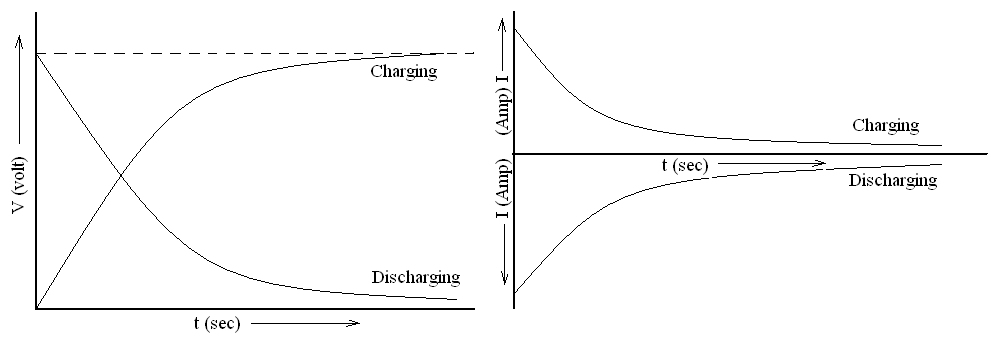 V (volt)
Charging
Discharging
t (sec)
(Amp) I
I (Amp)
Charging
t (sec)
Discharging